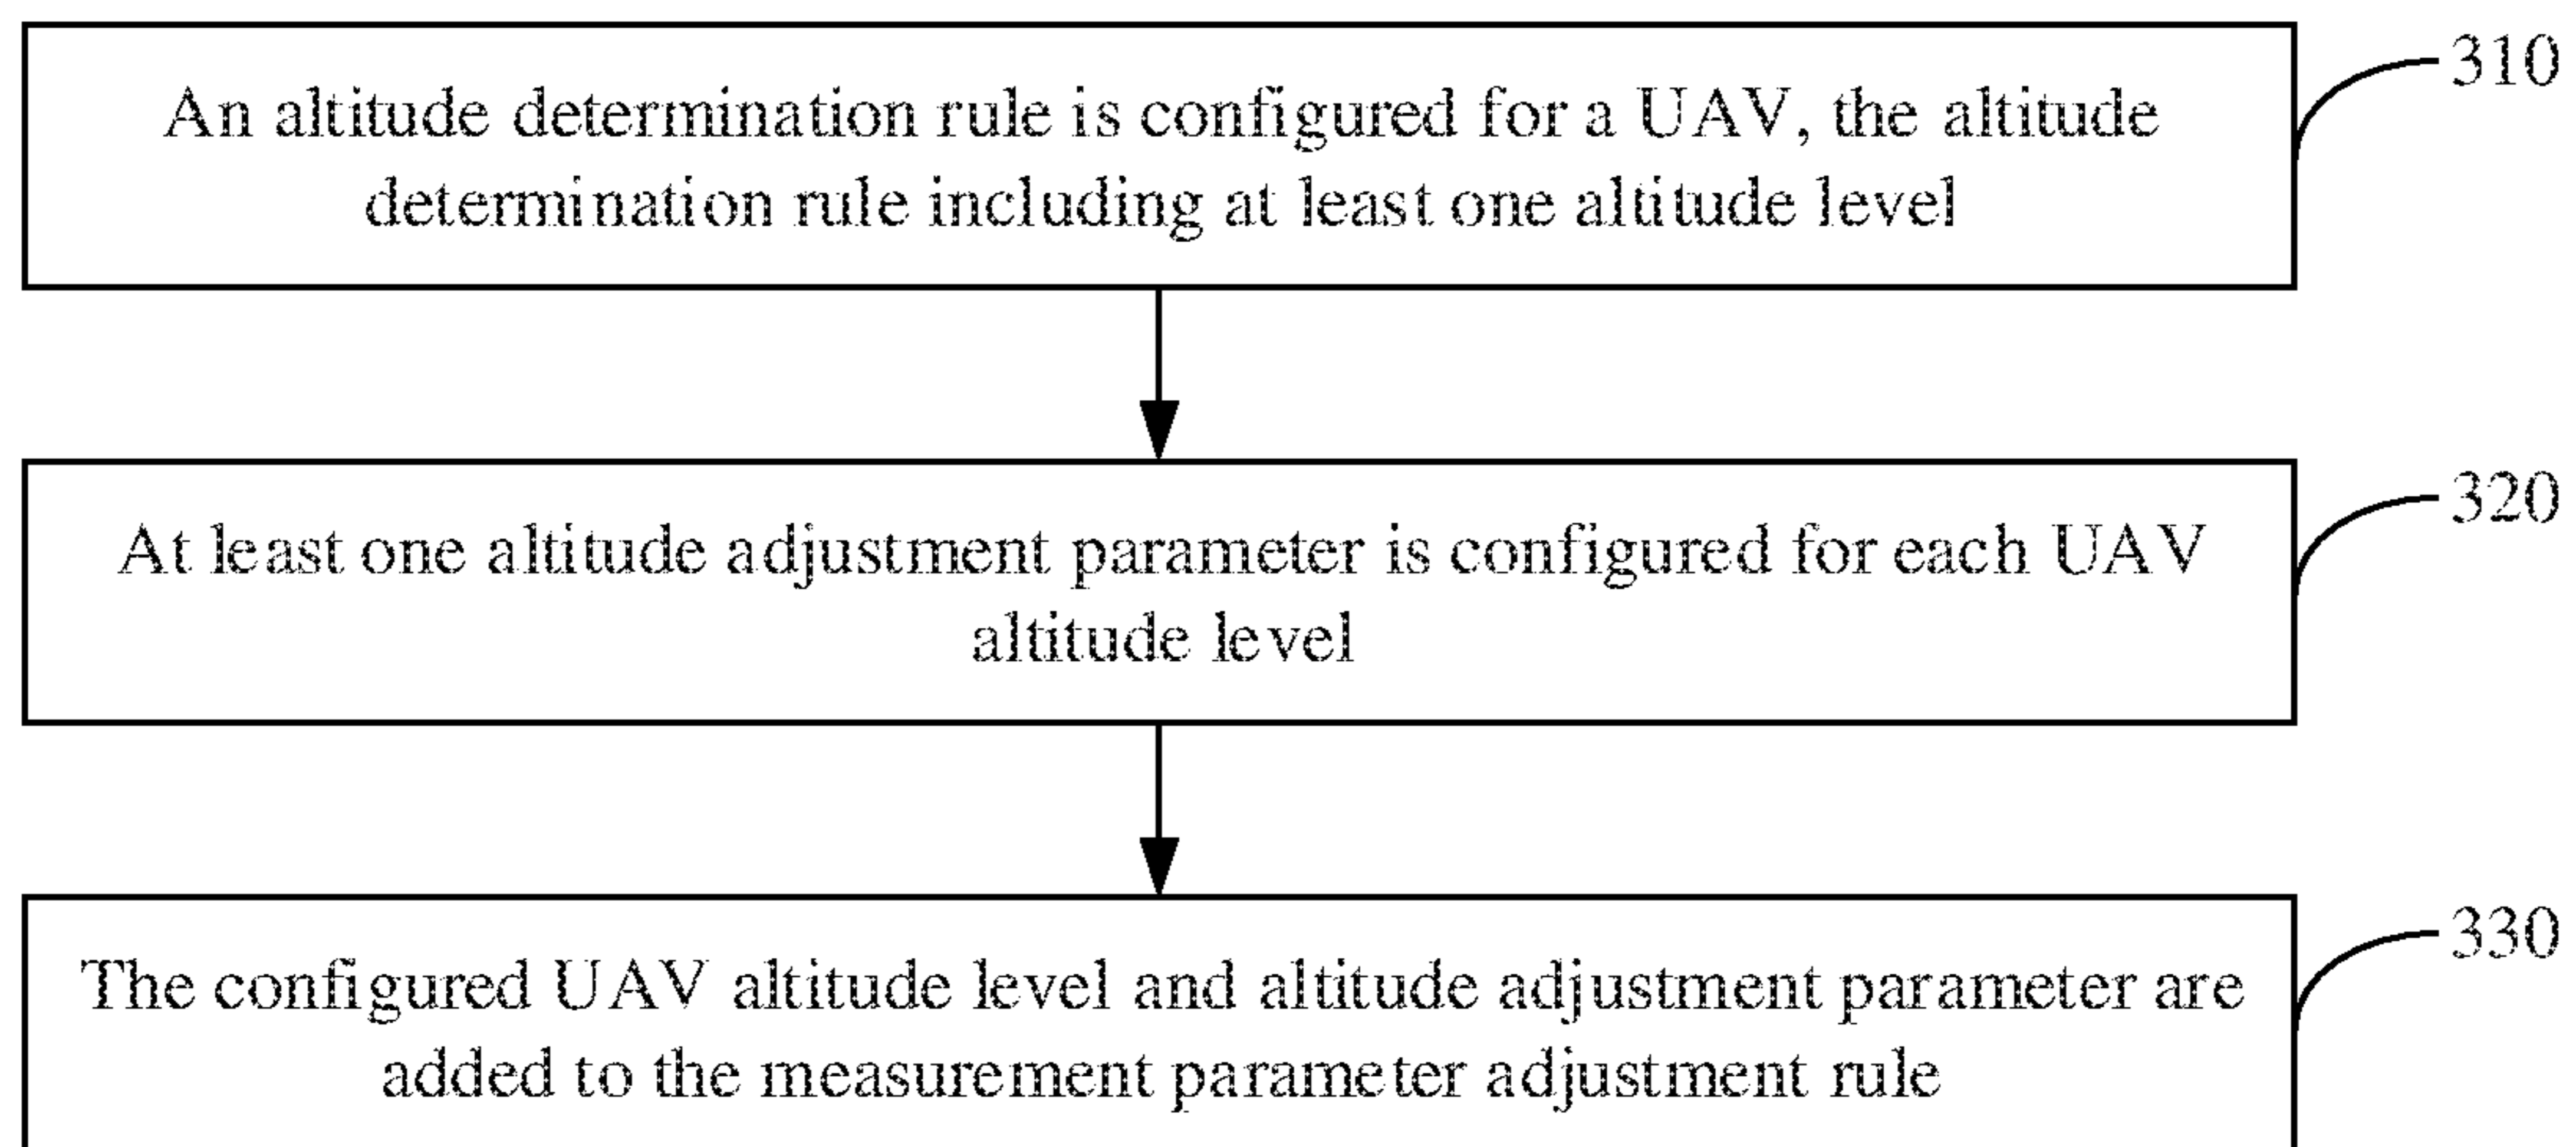 An altitude determination rule is configured for a UAV, the altitude
determination rule including at least one altitude level
310
At least one altitude adjustment parameter is configured for each UAV
altitude level
320
The configured UAV altitude level and altitude adjustment parameter are
added to the measurement parameter adjustment rule
330